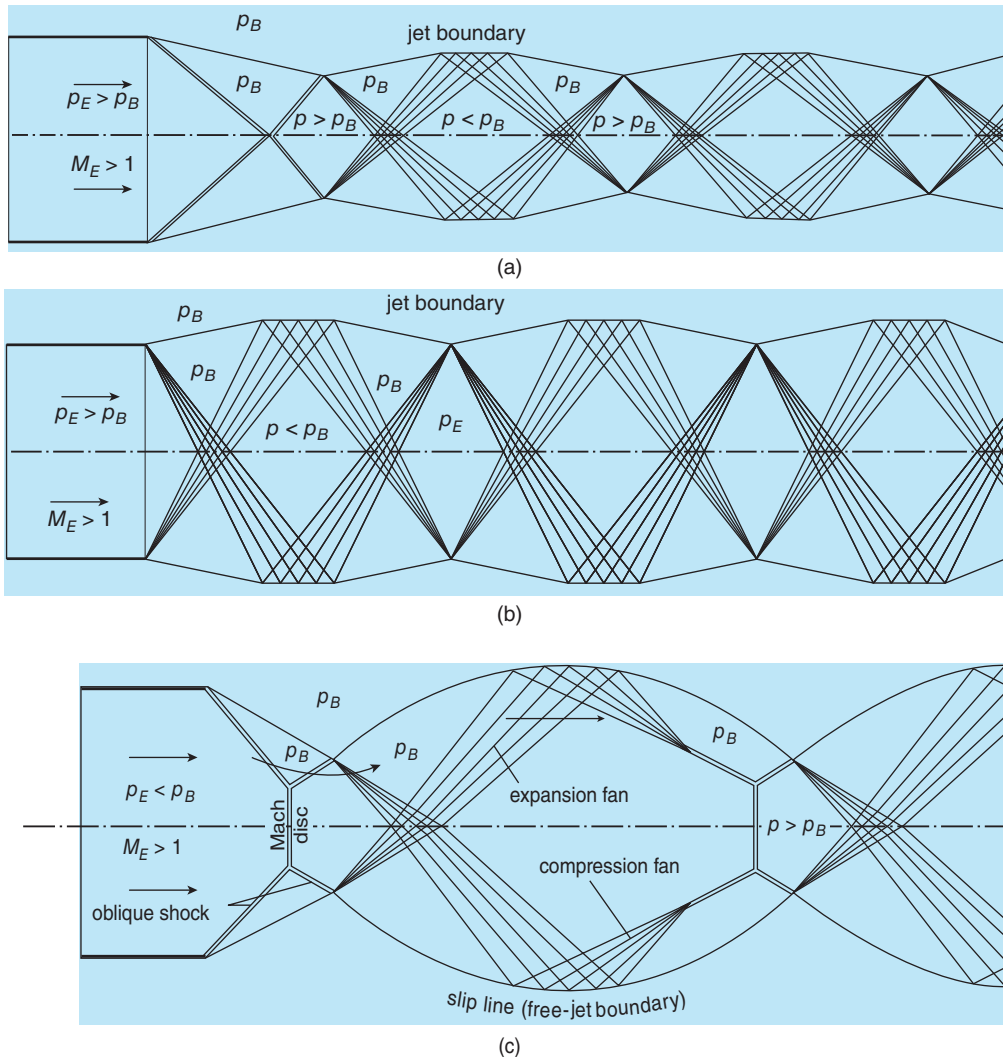 p_B
jet boundary
p_E > p_B
p_B
p > p_B
p_B
p < p_B
p_B
p > p_B
M_E > 1
(a)
p_B
jet boundary
p_E > p_B
p_B
p < p_B
p_B
p_E
M_E > 1
(b)
p_B
p_B
p_B
p_B
p_E < p_B
expansion fan
Mach
disc
p > p_B
M_E > 1
compression fan
oblique shock
slip line (free-jet boundary)
(c)